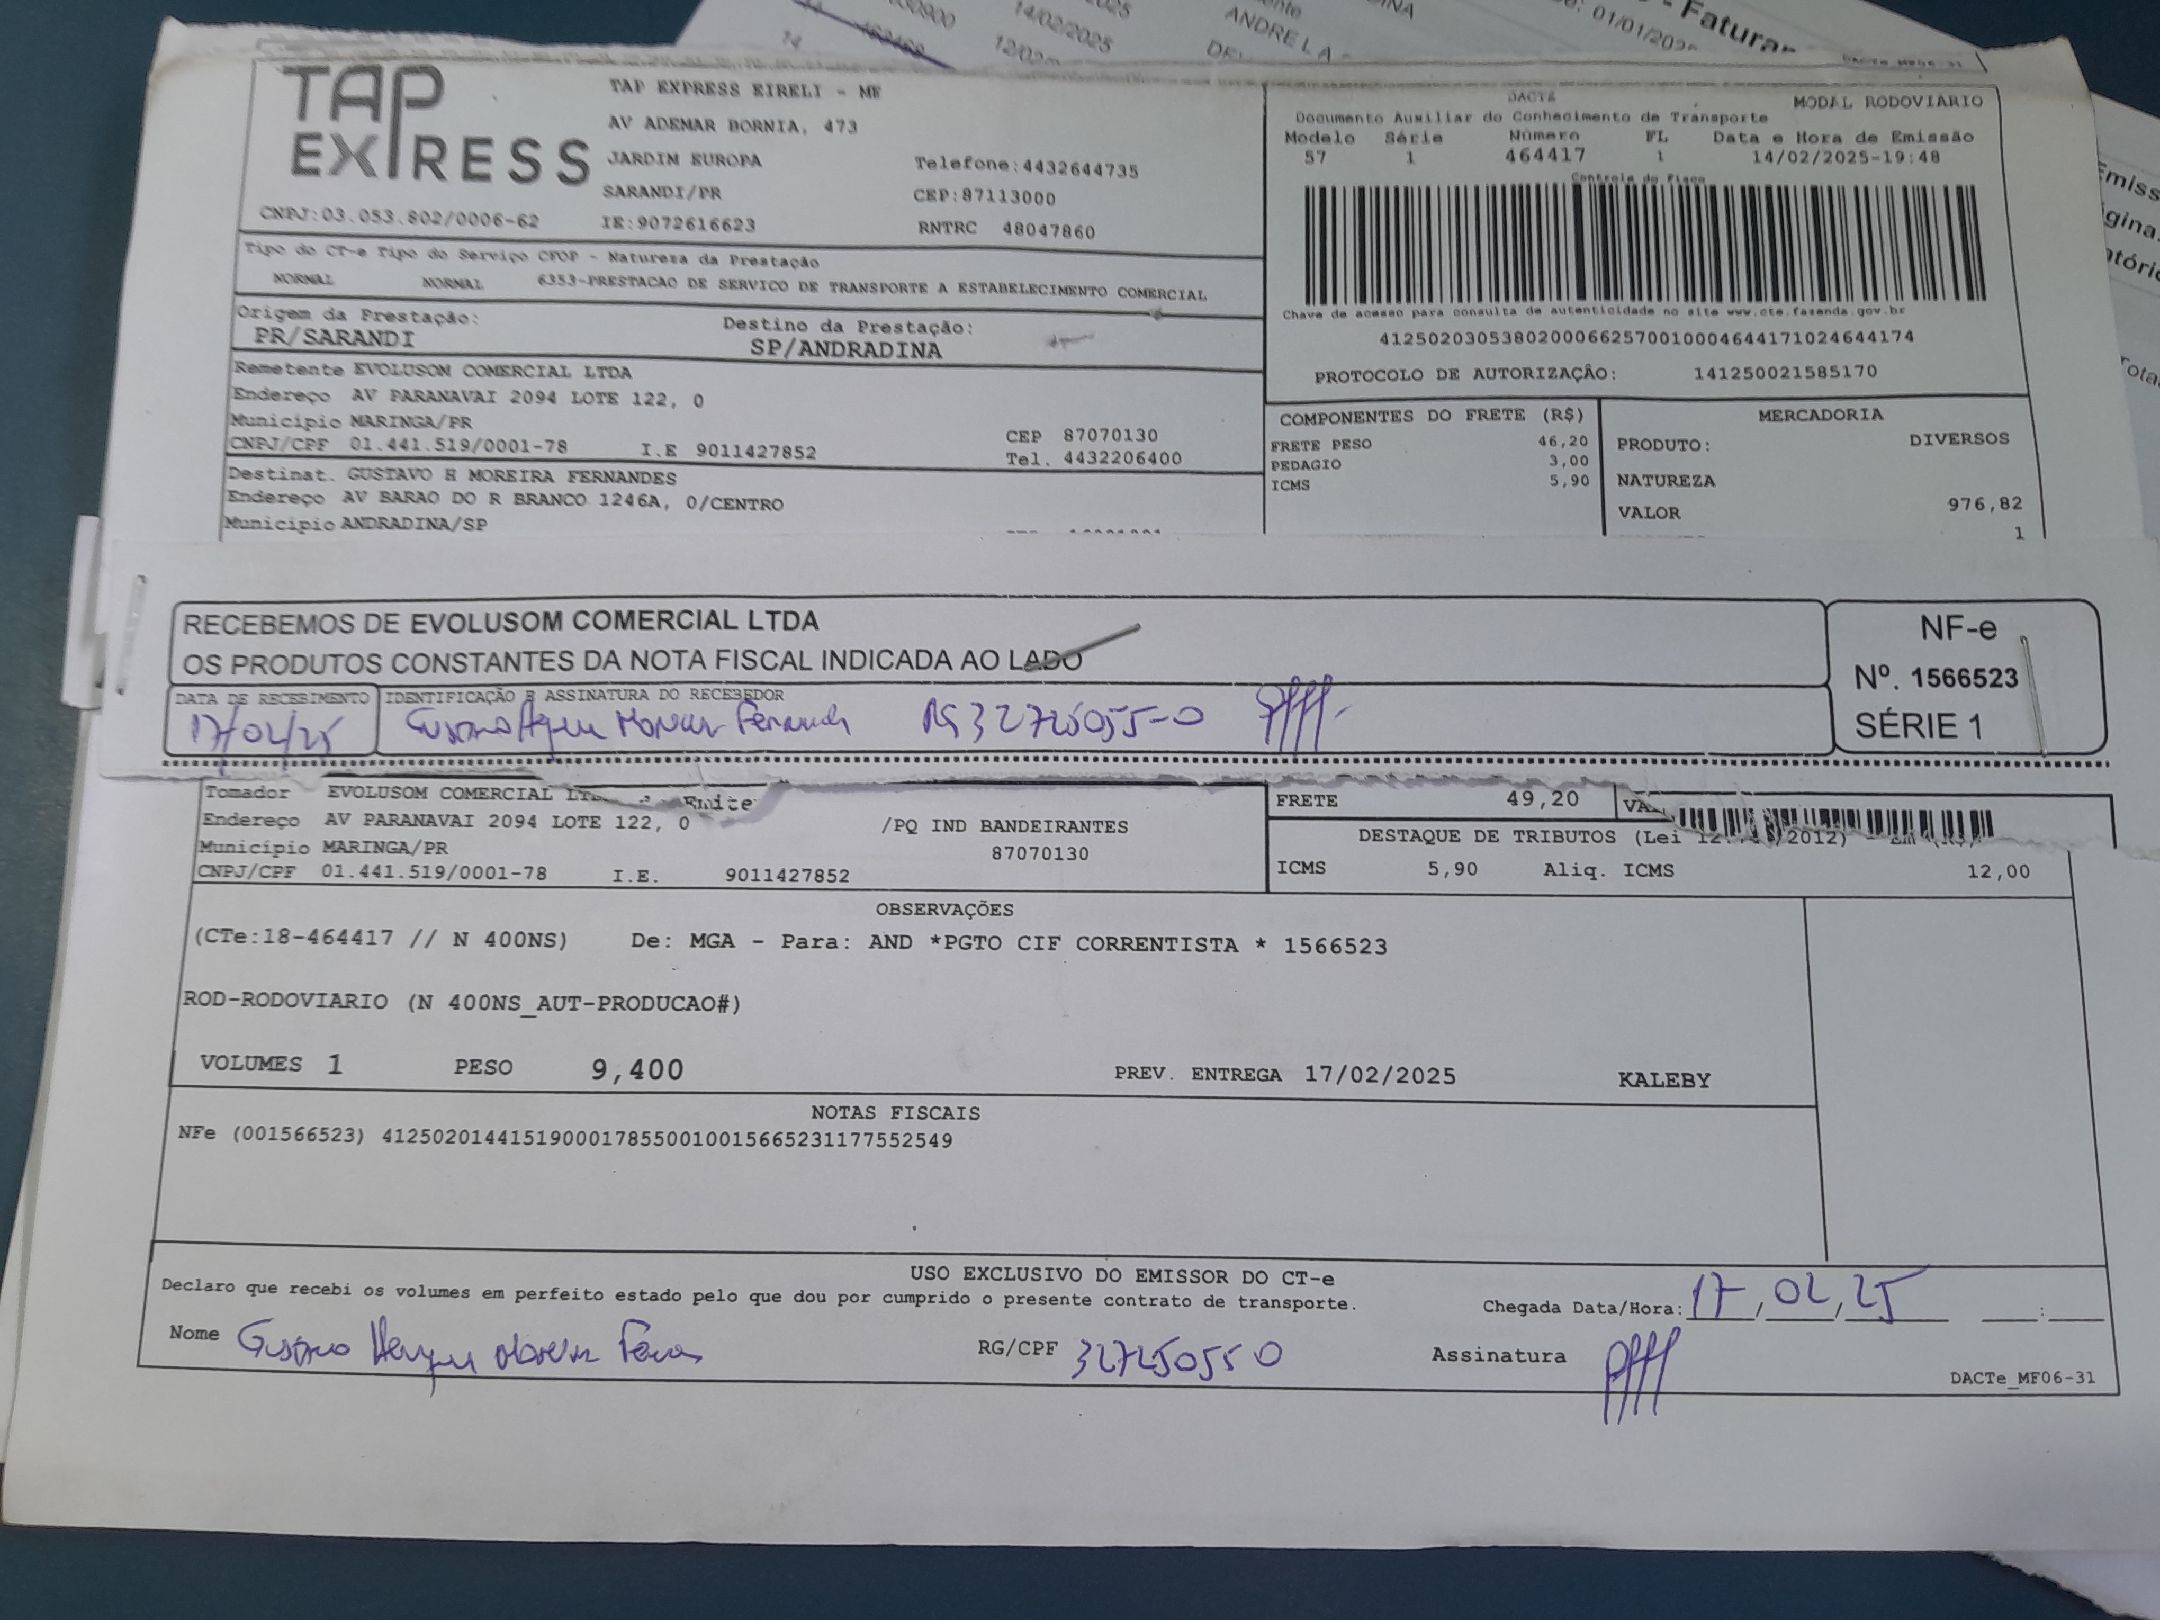 TAP EXPRESS
TAP EXPRESS EIRELI - ME
AV ADEMAR BORNIA, 473
JARDIM EUROPA
SARANDI/PR
Telefone:4432644735
CEP:87113000
CNPJ:03.053.802/0006-62 IE:9072616623 RNTRC 48047860
DACTE
MODAL RODOVIARIO
Documento Auxiliar do Conhecimento de Transporte
Modelo Série Número FL Data e Hora de Emissão
57 1 464417 1 14/02/2025-19:48
Controle do Fisco
Chave de acesso para consulta de autenticidade no site www.cte.fazenda.gov.br
41250203053802000662570010004644171024644174
PROTOCOLO DE AUTORIZAÇÃO: 141250021585170
Tipo do CT-e Tipo do Serviço CFOP - Natureza da Prestação
NORMAL NORMAL 6353-PRESTACAO DE SERVICO DE TRANSPORTE A ESTABELECIMENTO COMERCIAL
Origem da Prestação: Destino da Prestação:
PR/SARANDI SP/ANDRADINA
Remetente EVOLUSOM COMERCIAL LTDA
Endereço AV PARANAVAI 2094 LOTE 122, 0
Município MARINGA/PR CEP 87070130
CNPJ/CPF 01.441.519/0001-78 I.E 9011427852 Tel. 4432206400
Destinat. GUSTAVO H MOREIRA FERNANDES
Endereço AV BARAO DO R BRANCO 1246A, 0/CENTRO
Município ANDRADINA/SP
COMPONENTES DO FRETE (R$)
FRETE PESO 46,20
PEDAGIO 3,00
ICMS 5,90
MERCADORIA
PRODUTO: DIVERSOS
NATUREZA
VALOR 976,82
1
RECEBEMOS DE EVOLUSOM COMERCIAL LTDA
OS PRODUTOS CONSTANTES DA NOTA FISCAL INDICADA AO LADO
DATA DE RECEBIMENTO IDENTIFICAÇÃO E ASSINATURA DO RECEBEDOR
17/02/25 RG 32725055-0
NF-e
Nº. 1566523
SÉRIE 1
Tomador EVOLUSOM COMERCIAL
Endereço AV PARANAVAI 2094 LOTE 122, 0 /PQ IND BANDEIRANTES
Município MARINGA/PR 87070130
CNPJ/CPF 01.441.519/0001-78 I.E. 9011427852
FRETE 49,20
DESTAQUE DE TRIBUTOS (Lei
ICMS 5,90 Aliq. ICMS 12,00
OBSERVAÇÕES
(CTe:18-464417 // N 400NS) De: MGA - Para: AND *PGTO CIF CORRENTISTA * 1566523
ROD-RODOVIARIO (N 400NS_AUT-PRODUCAO#)
VOLUMES 1 PESO 9,400 PREV. ENTREGA 17/02/2025 KALEBY
NOTAS FISCAIS
NFe (001566523) 41250201441519000178550010015665231177552549
USO EXCLUSIVO DO EMISSOR DO CT-e
Declaro que recebi os volumes em perfeito estado pelo que dou por cumprido o presente contrato de transporte.
Chegada Data/Hora: 17/02/25 :
Nome Gustavo Henrique Moreira RG/CPF 327250550 Assinatura
DACTe_MF06-31